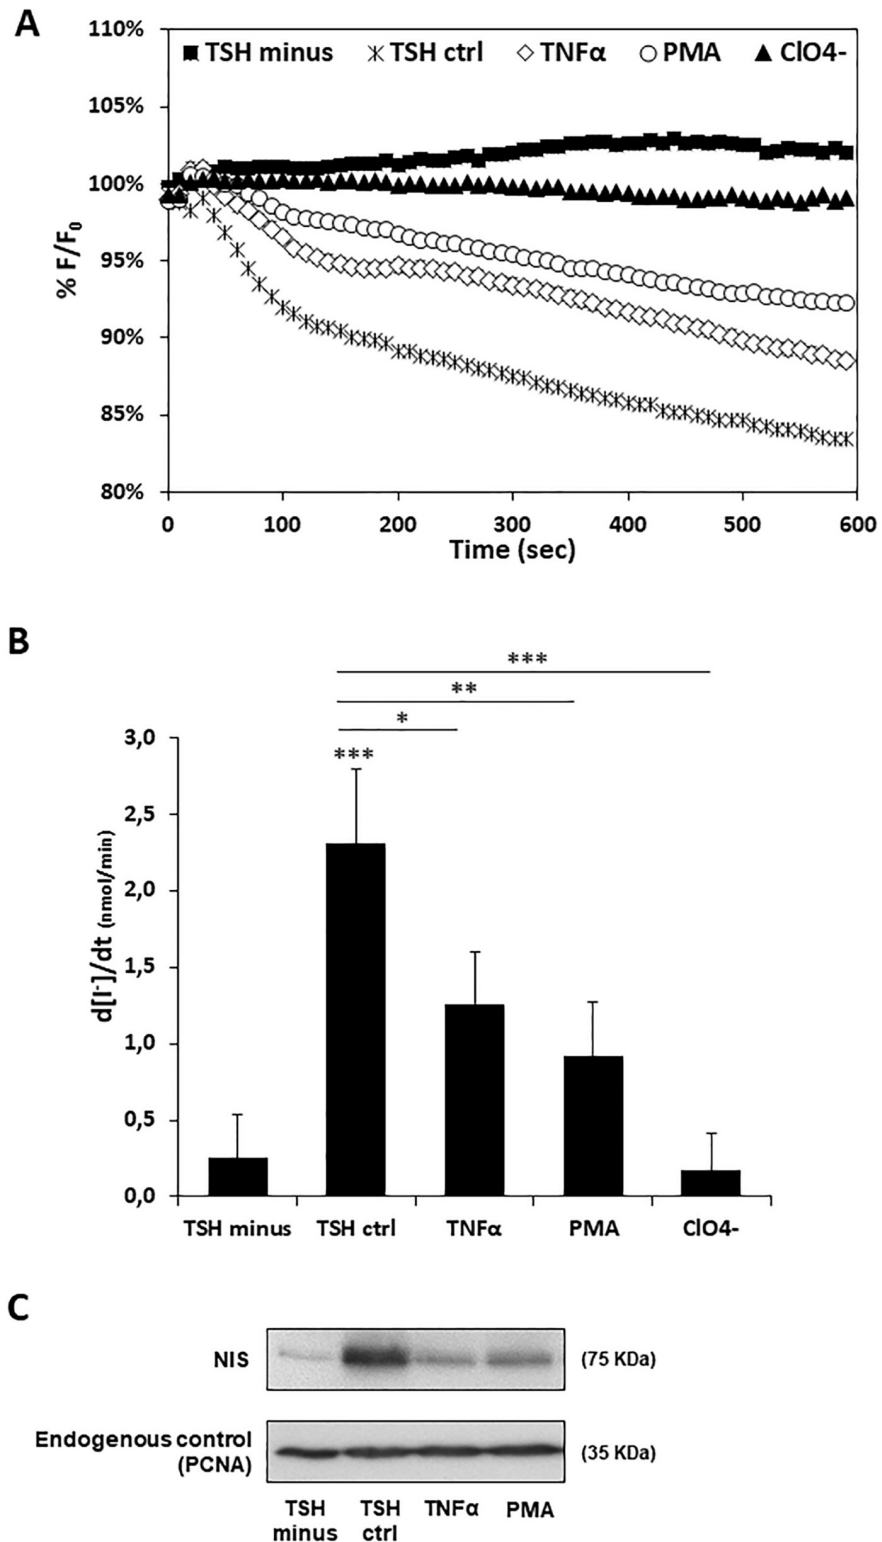 A
110%
TSH minus TSH ctrl TNFα PMA ClO4-
105%
100%
95%
90%
85%
80%
% F/F0
0 100 200 300 400 500 600
Time (sec)
B
***
**
*
***
3,0
2,5
2,0
1,5
1,0
0,5
0,0
d[I-]/dt (nmol/min)
TSH minus TSH ctrl TNFα PMA ClO4-
C
NIS (75 KDa)
Endogenous control
(PCNA) (35 KDa)
TSH TSH TNFα PMA
minus ctrl